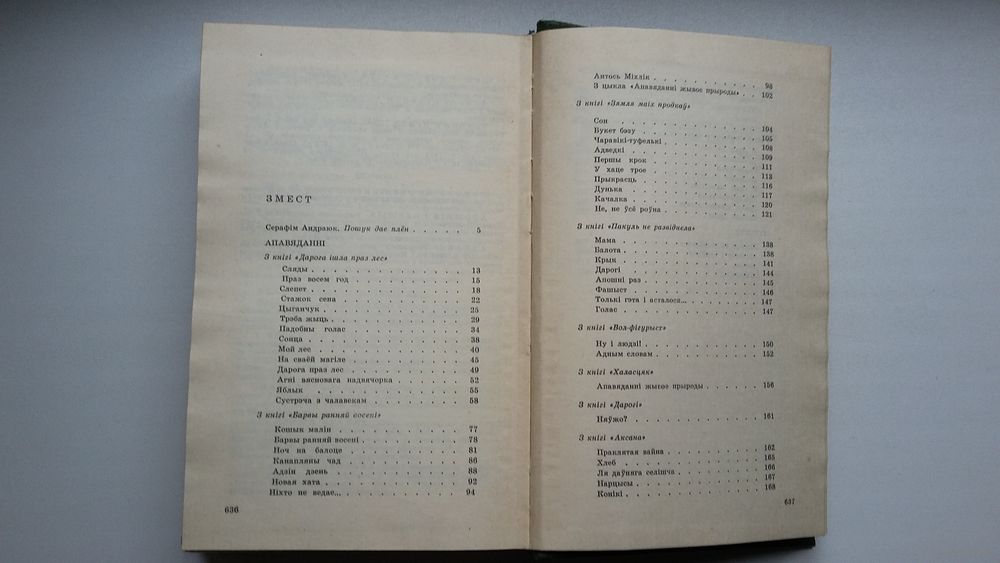 ЗМЕСТ
Серафім Андраюк. Пошук дае плён . . . . . 5
АПАВЯДАННІ
З кнігі «Дарога ішла праз лес»
Сляды . . . . . . . . . . . 13
Праз восем год . . . . . . . . 15
Слепет . . . . . . . . . . . 18
Стажок сена . . . . . . . . . 22
Цыганчук . . . . . . . . . . 25
Трэба жыць . . . . . . . . . . 29
Падобны голас . . . . . . . . 34
Сонца . . . . . . . . . . . 38
Мой лес . . . . . . . . . . . 40
На сваёй магіле . . . . . . . . 45
Дарога праз лес . . . . . . . . 49
Агні вясновага надвячорка . . . . . 52
Яблык . . . . . . . . . . . 55
Сустрэча з чалавекам . . . . . . . 58
З кнігі «Барвы ранняй восені»
Кошык малін . . . . . . . . . 77
Барвы ранняй восені . . . . . . . 78
Ноч на балоце . . . . . . . . . 81
Канапляны чад . . . . . . . . 86
Адзін дзень . . . . . . . . . 88
Новая хата . . . . . . . . . . 92
Ніхто не ведае... . . . . . . . . 94
636
Антось Міхлік . . . . . . . . . 98
З цыкла «Апавяданні жывое прыроды» . . 102
З кнігі «Зямля маіх продкаў»
Сон . . . . . . . . . . . 104
Букет бэзу . . . . . . . . . . 105
Чаравікі-туфелькі . . . . . . . . 108
Адведкі . . . . . . . . . . 109
Першы крок . . . . . . . . . 111
У хаце трое . . . . . . . . . 113
Прыкрасць . . . . . . . . . . 116
Дунька . . . . . . . . . . . 117
Качалка . . . . . . . . . . 120
Не, не ўсё роўна . . . . . . . . 121
З кнігі «Пакуль не развіднела»
Мама . . . . . . . . . . . 138
Балота . . . . . . . . . . . 138
Крык . . . . . . . . . . . 141
Дарогі . . . . . . . . . . . 144
Апошні раз . . . . . . . . . . 145
Фашыст . . . . . . . . . . . 146
Толькі гэта і асталося... . . . . . . 147
Голас . . . . . . . . . . . 147
З кнігі «Вол-фігурыст»
Ну і людзі! . . . . . . . . . 150
Адным словам . . . . . . . . . 152
З кнігі «Халасцяк»
Апавяданні жывое прыроды . . . . . . 156
З кнігі «Дарогі»
Няўжо? . . . . . . . . . . . 161
З кнігі «Аксана»
Праклятая вайна . . . . . . . . 162
Хлеб . . . . . . . . . . . 165
Ля даўняга селішча . . . . . . . . 166
Нарцысы . . . . . . . . . . 167
Конікі . . . . . . . . . . . 168
637